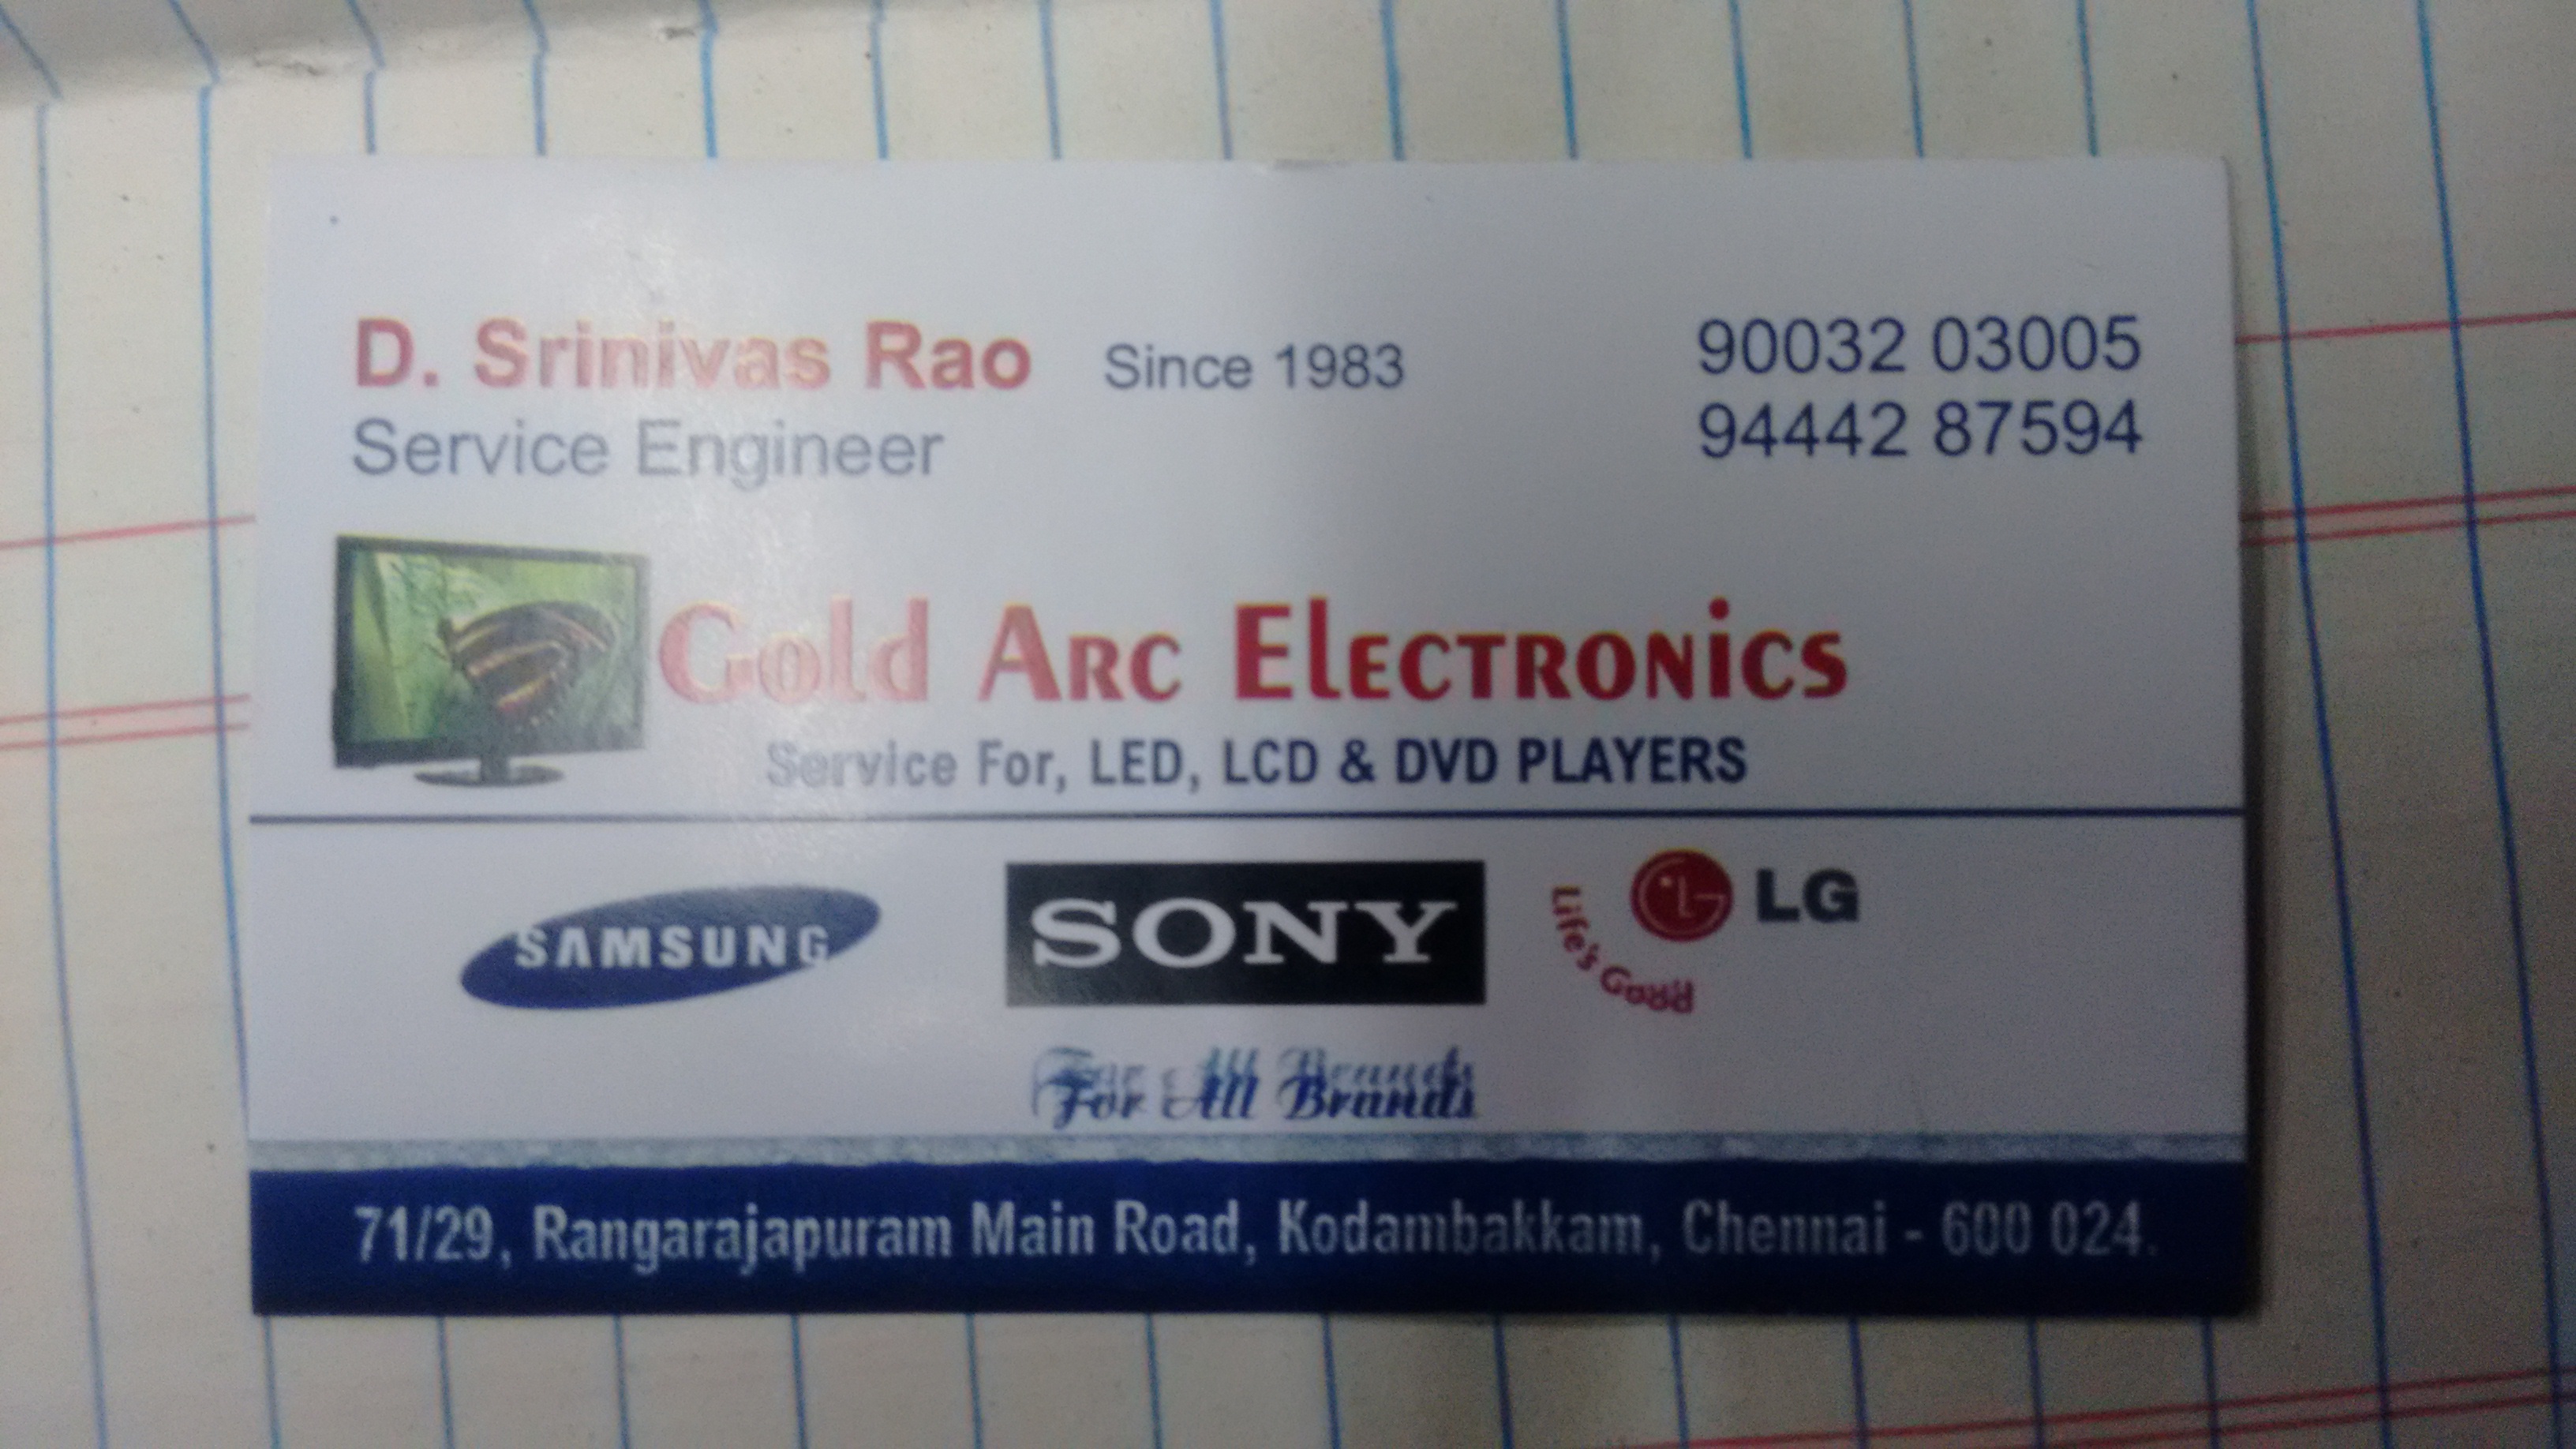 D. Srinivas Rao Since 1983
Service Engineer
90032 03005
94442 87594
Gold Arc Electronics
Service For, LED, LCD & DVD PLAYERS
SAMSUNG
SONY
LG
Life's Good
For All Brands
71/29, Rangarajapuram Main Road, Kodambakkam, Chennai - 600 024.